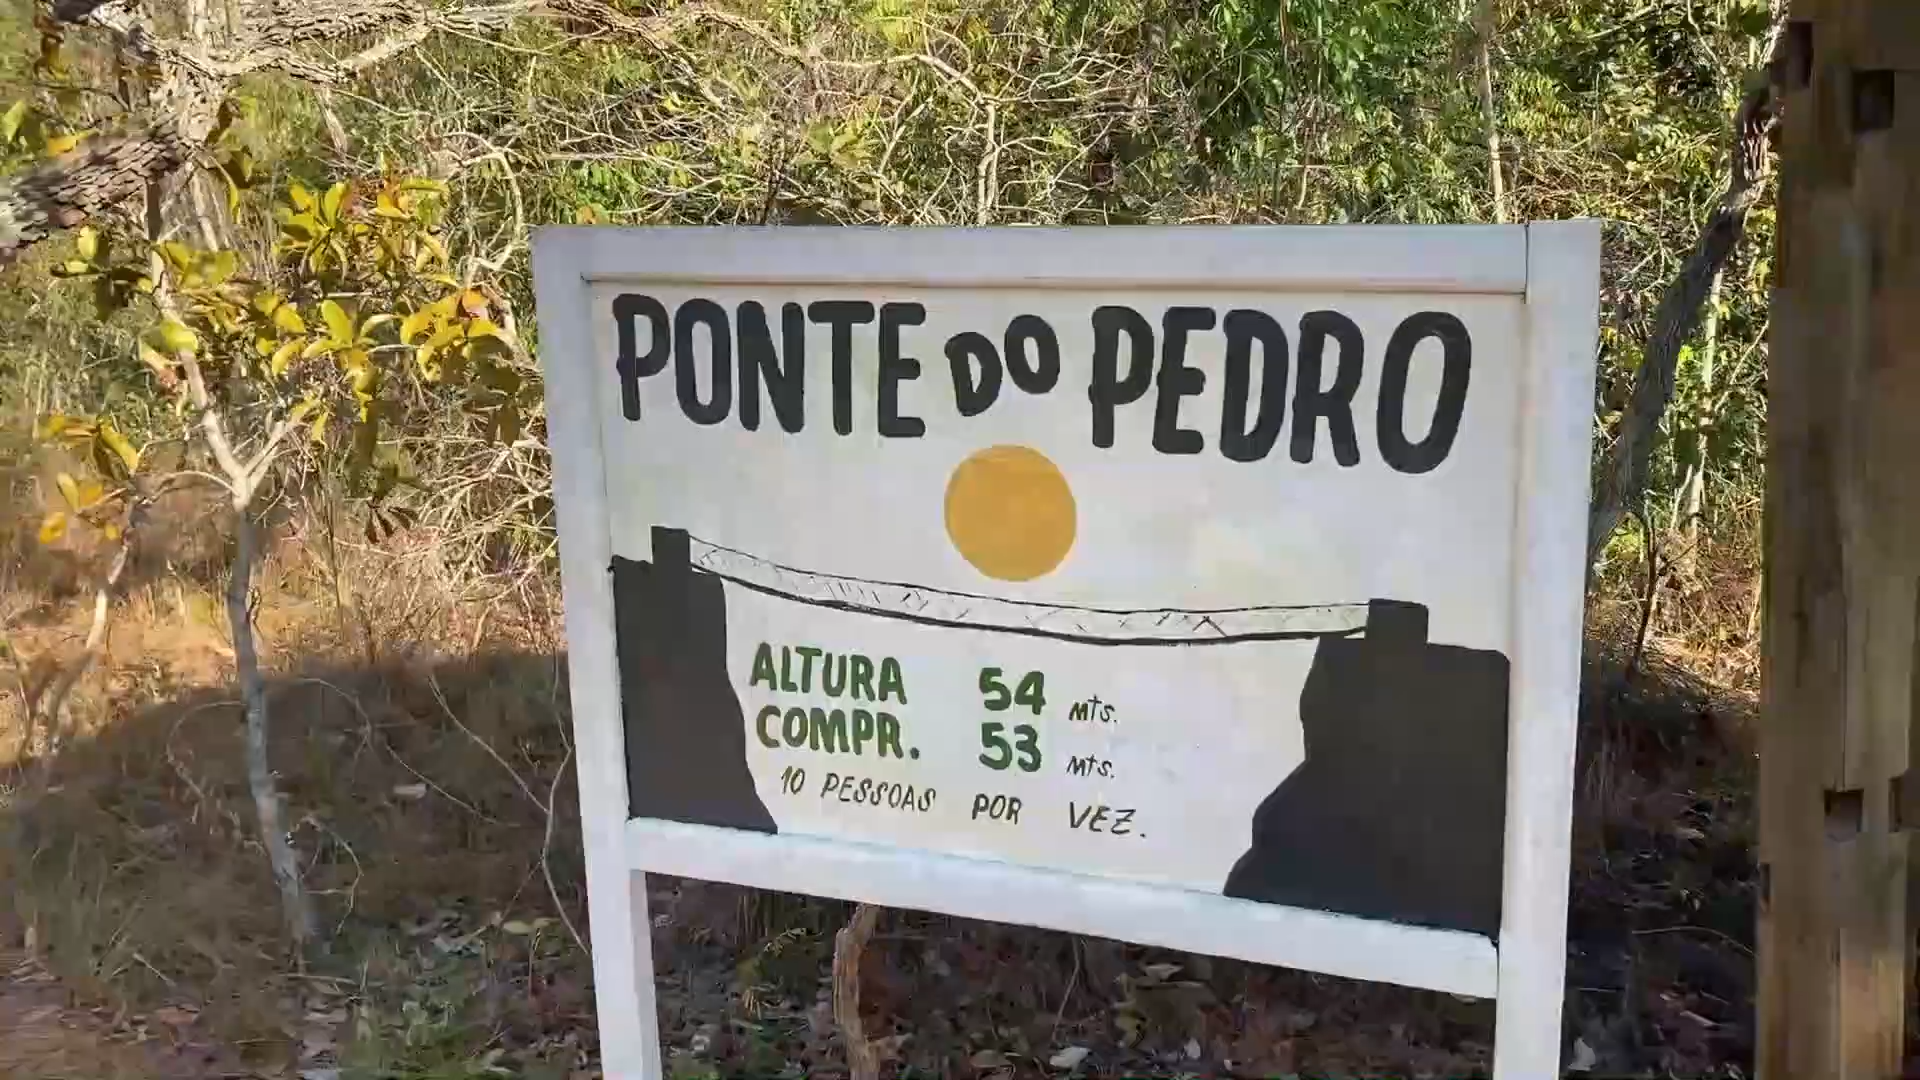 PONTE DO PEDRO
ALTURA 54 mts.
COMPR. 53 mts.
10 PESSOAS POR VEZ.